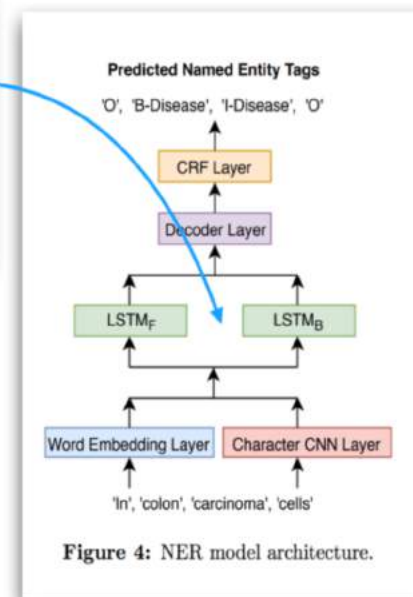 Predicted Named Entity Tags
'O', 'B-Disease', 'I-Disease', 'O'
CRF Layer
Decoder Layer
LSTMF LSTMB
Word Embedding Layer Character CNN Layer
'In', 'colon', 'carcinoma', 'cells'
Figure 4: NER model architecture.